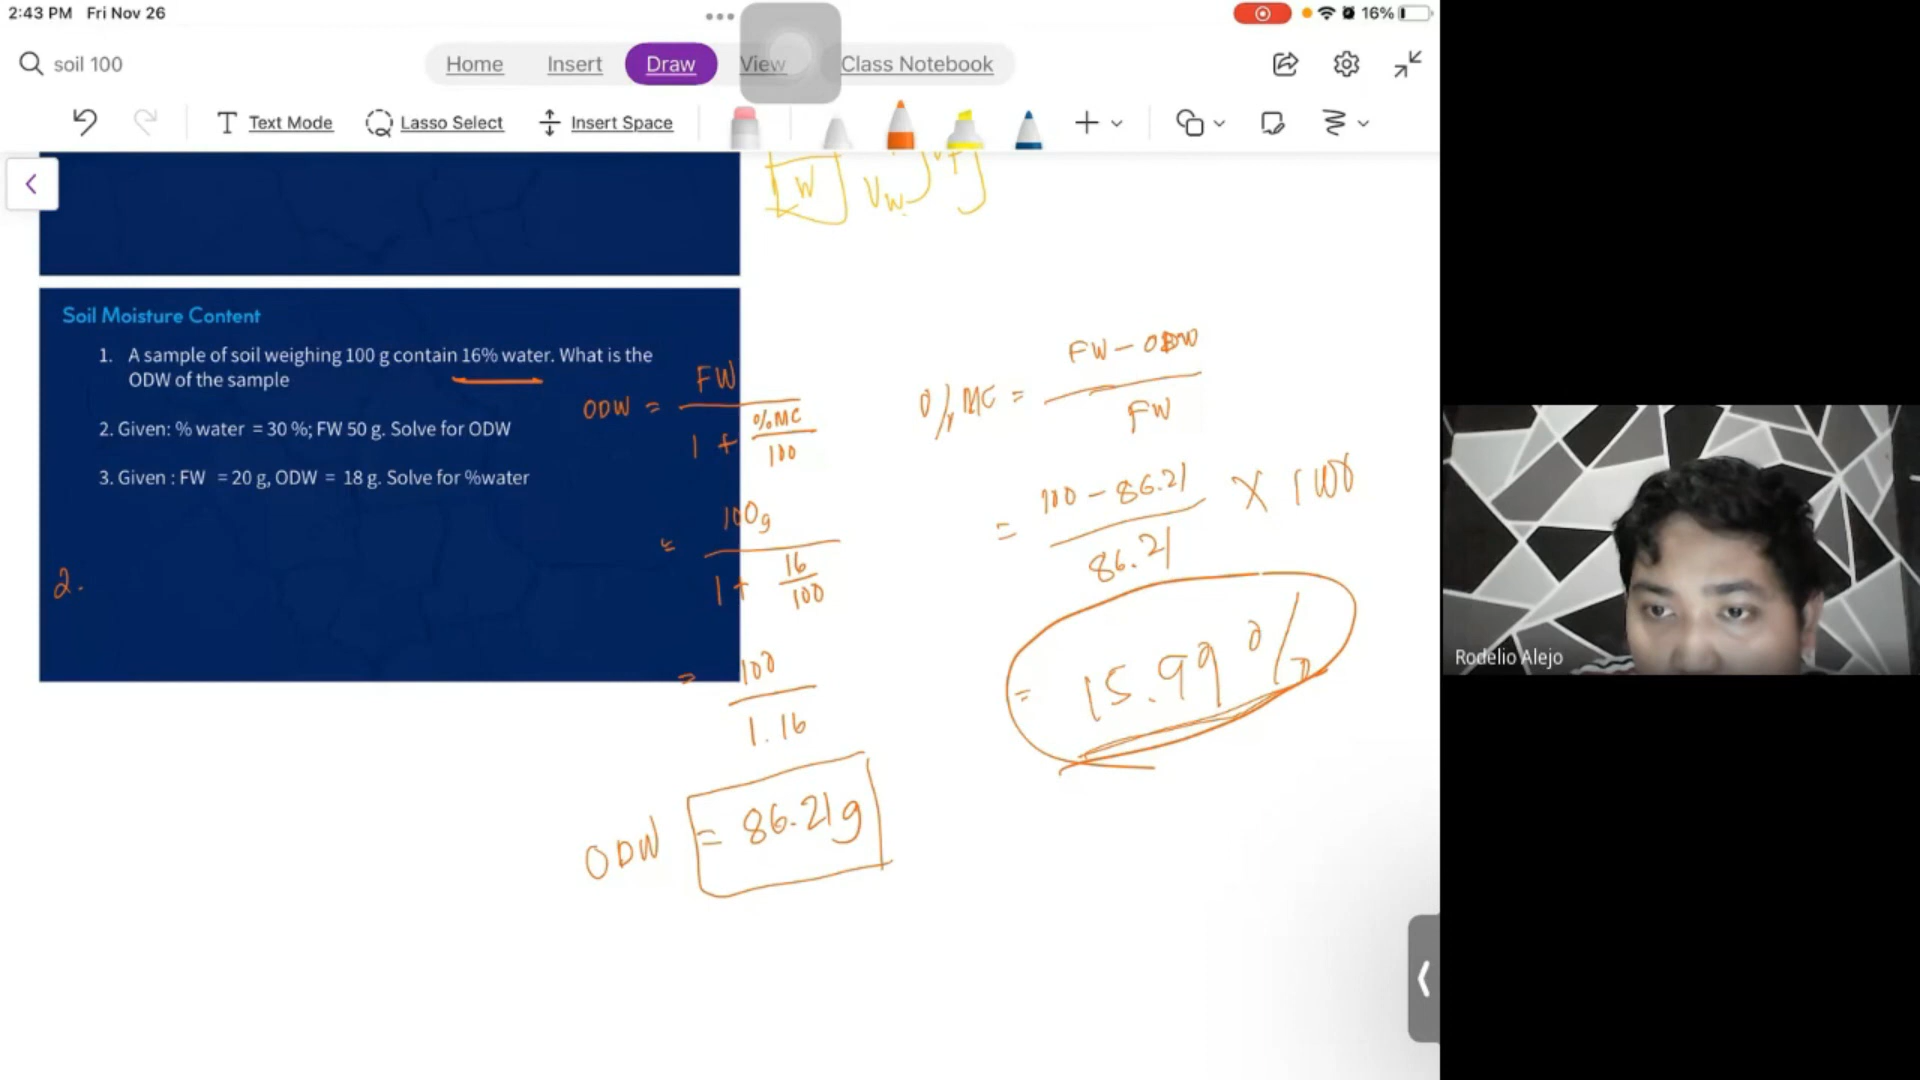 2:43 PM Fri Nov 26
16%
soil 100
Home Insert Draw View Class Notebook
Text Mode Lasso Select Insert Space
W
Vw
Soil Moisture Content
1. A sample of soil weighing 100 g contain 16% water. What is the
ODW of the sample
2. Given: % water = 30 %; FW 50 g. Solve for ODW
3. Given : FW = 20 g, ODW = 18 g. Solve for %water
2.
ODW = FW
1 + %MC
100
= 100g
1 + 16
100
= 100
1.16
ODW = 86.21g
% MC = FW - ODW
FW
= 100 - 86.21 X 100
86.21
= 15.99 %
Rodelio Alejo